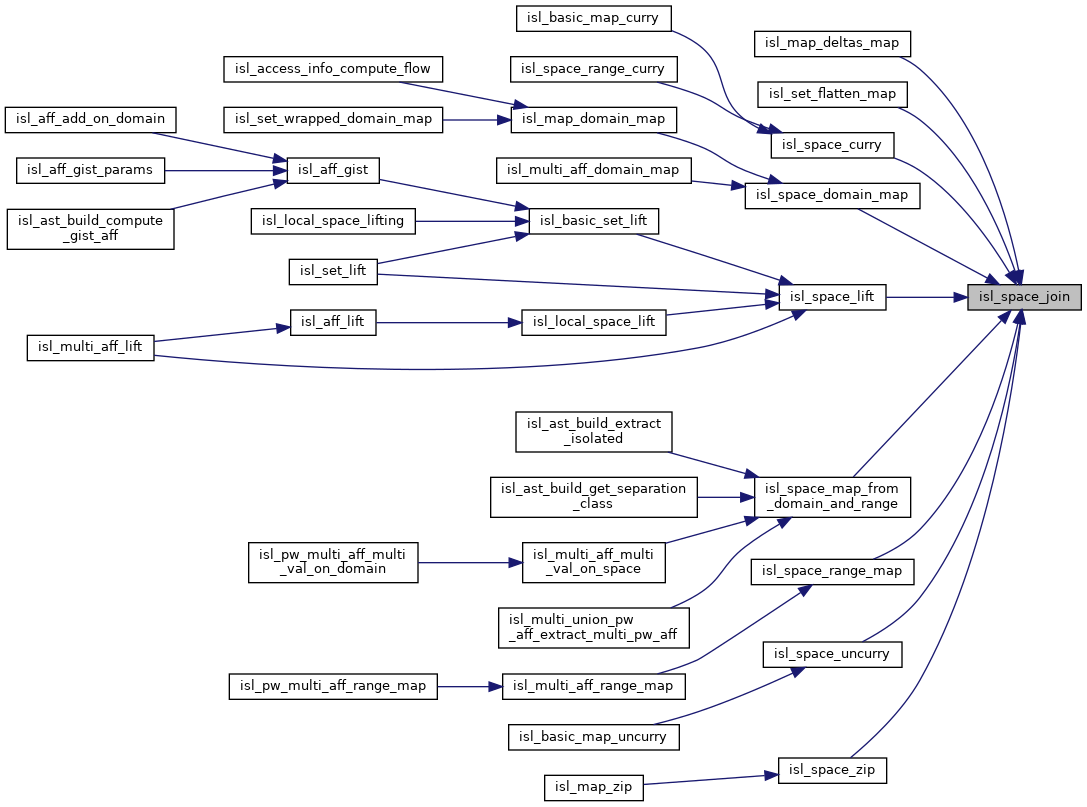 isl_basic_map_curry
isl_map_deltas_map
isl_access_info_compute_flow
isl_space_range_curry
isl_set_flatten_map
isl_aff_add_on_domain
isl_set_wrapped_domain_map
isl_map_domain_map
isl_space_curry
isl_aff_gist_params
isl_aff_gist
isl_multi_aff_domain_map
isl_space_domain_map
isl_ast_build_compute
_gist_aff
isl_local_space_lifting
isl_basic_set_lift
isl_set_lift
isl_space_lift
isl_space_join
isl_multi_aff_lift
isl_aff_lift
isl_local_space_lift
isl_ast_build_extract
_isolated
isl_ast_build_get_separation
_class
isl_space_map_from
_domain_and_range
isl_pw_multi_aff_multi
_val_on_domain
isl_multi_aff_multi
_val_on_space
isl_space_range_map
isl_multi_union_pw
_aff_extract_multi_pw_aff
isl_space_uncurry
isl_pw_multi_aff_range_map
isl_multi_aff_range_map
isl_basic_map_uncurry
isl_space_zip
isl_map_zip